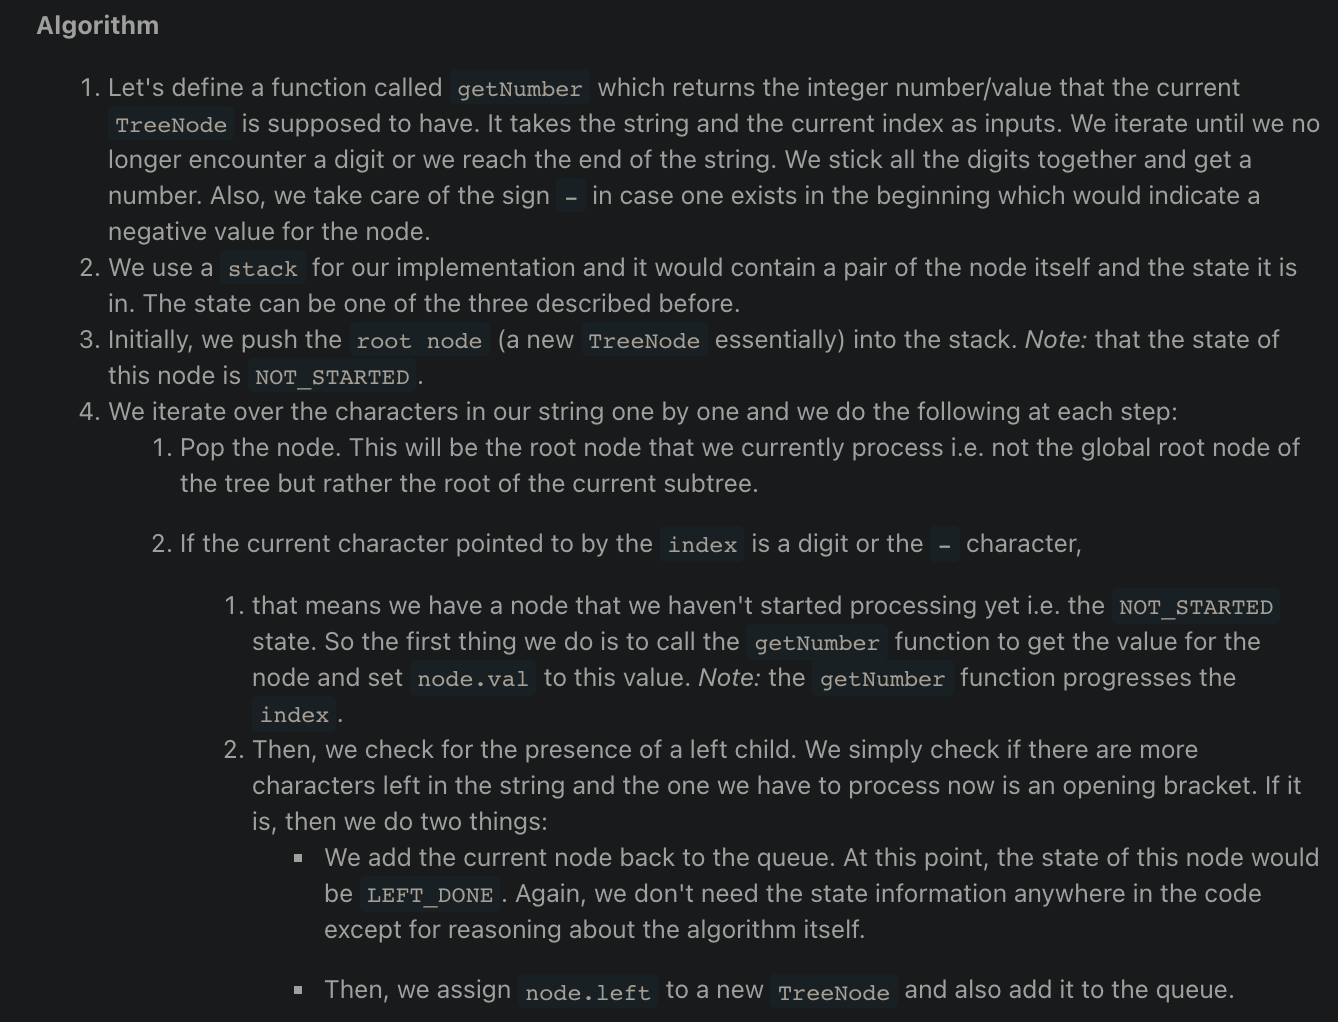 Algorithm
1. Let's define a function called getNumber which returns the integer number/value that the current
TreeNode is supposed to have. It takes the string and the current index as inputs. We iterate until we no
longer encounter a digit or we reach the end of the string. We stick all the digits together and get a
number. Also, we take care of the sign - in case one exists in the beginning which would indicate a
negative value for the node.
2. We use a stack for our implementation and it would contain a pair of the node itself and the state it is
in. The state can be one of the three described before.
3. Initially, we push the root node (a new TreeNode essentially) into the stack. Note: that the state of
this node is NOT_STARTED.
4. We iterate over the characters in our string one by one and we do the following at each step:
1. Pop the node. This will be the root node that we currently process i.e. not the global root node of
the tree but rather the root of the current subtree.
2. If the current character pointed to by the index is a digit or the - character,
1. that means we have a node that we haven't started processing yet i.e. the NOT_STARTED
state. So the first thing we do is to call the getNumber function to get the value for the
node and set node.val to this value. Note: the getNumber function progresses the
index.
2. Then, we check for the presence of a left child. We simply check if there are more
characters left in the string and the one we have to process now is an opening bracket. If it
is, then we do two things:
▪ We add the current node back to the queue. At this point, the state of this node would
be LEFT_DONE. Again, we don't need the state information anywhere in the code
except for reasoning about the algorithm itself.
▪ Then, we assign node.left to a new TreeNode and also add it to the queue.